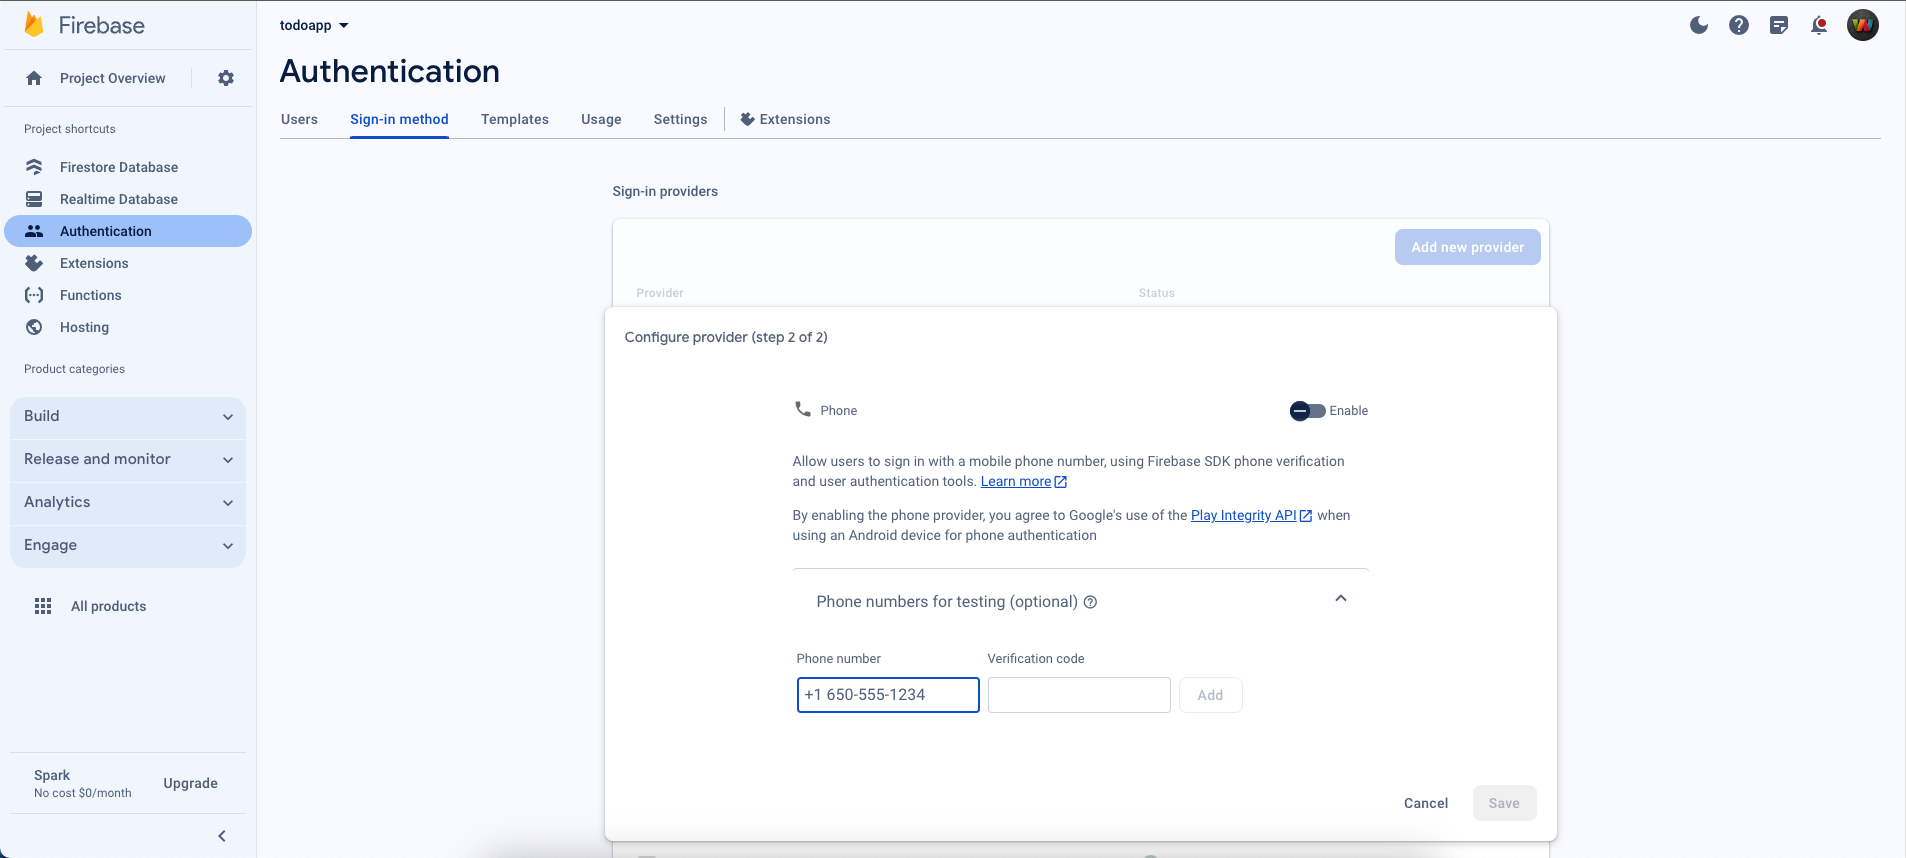 Firebase
Project Overview
Project shortcuts
Firestore Database
Realtime Database
Authentication
Extensions
Functions
Hosting
Product categories
Build
Release and monitor
Analytics
Engage
All products
Spark
No cost $0/month
Upgrade
todoapp
Authentication
Users
Sign-in method
Templates
Usage
Settings
Extensions
Sign-in providers
Add new provider
Provider
Status
Configure provider (step 2 of 2)
Phone
Enable
Allow users to sign in with a mobile phone number, using Firebase SDK phone verification
and user authentication tools. Learn more
By enabling the phone provider, you agree to Google's use of the Play Integrity API when
using an Android device for phone authentication
Phone numbers for testing (optional)
Phone number
Verification code
+1 650-555-1234
Add
Cancel
Save